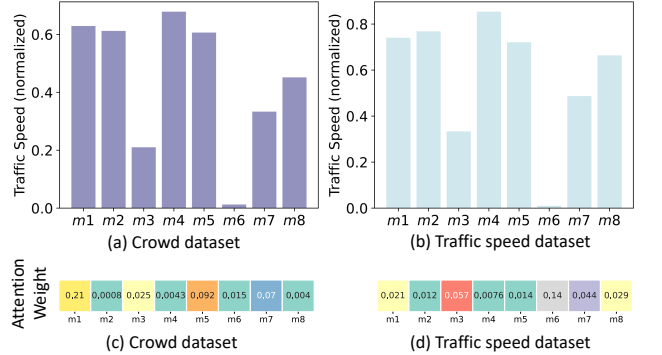 Traffic Speed (normalized)
0.6
0.4
0.2
0.0
m1 m2 m3 m4 m5 m6 m7 m8
(a) Crowd dataset
Traffic Speed (normalized)
0.8
0.6
0.4
0.2
0.0
m1 m2 m3 m4 m5 m6 m7 m8
(b) Traffic speed dataset
Attention
Weight
0,21 0,0008 0,025 0,0043 0,092 0,015 0,07 0,004
m1 m2 m3 m4 m5 m6 m7 m8
(c) Crowd dataset
0,021 0,012 0,057 0,0076 0,014 0,14 0,044 0,029
m1 m2 m3 m4 m5 m6 m7 m8
(d) Traffic speed dataset